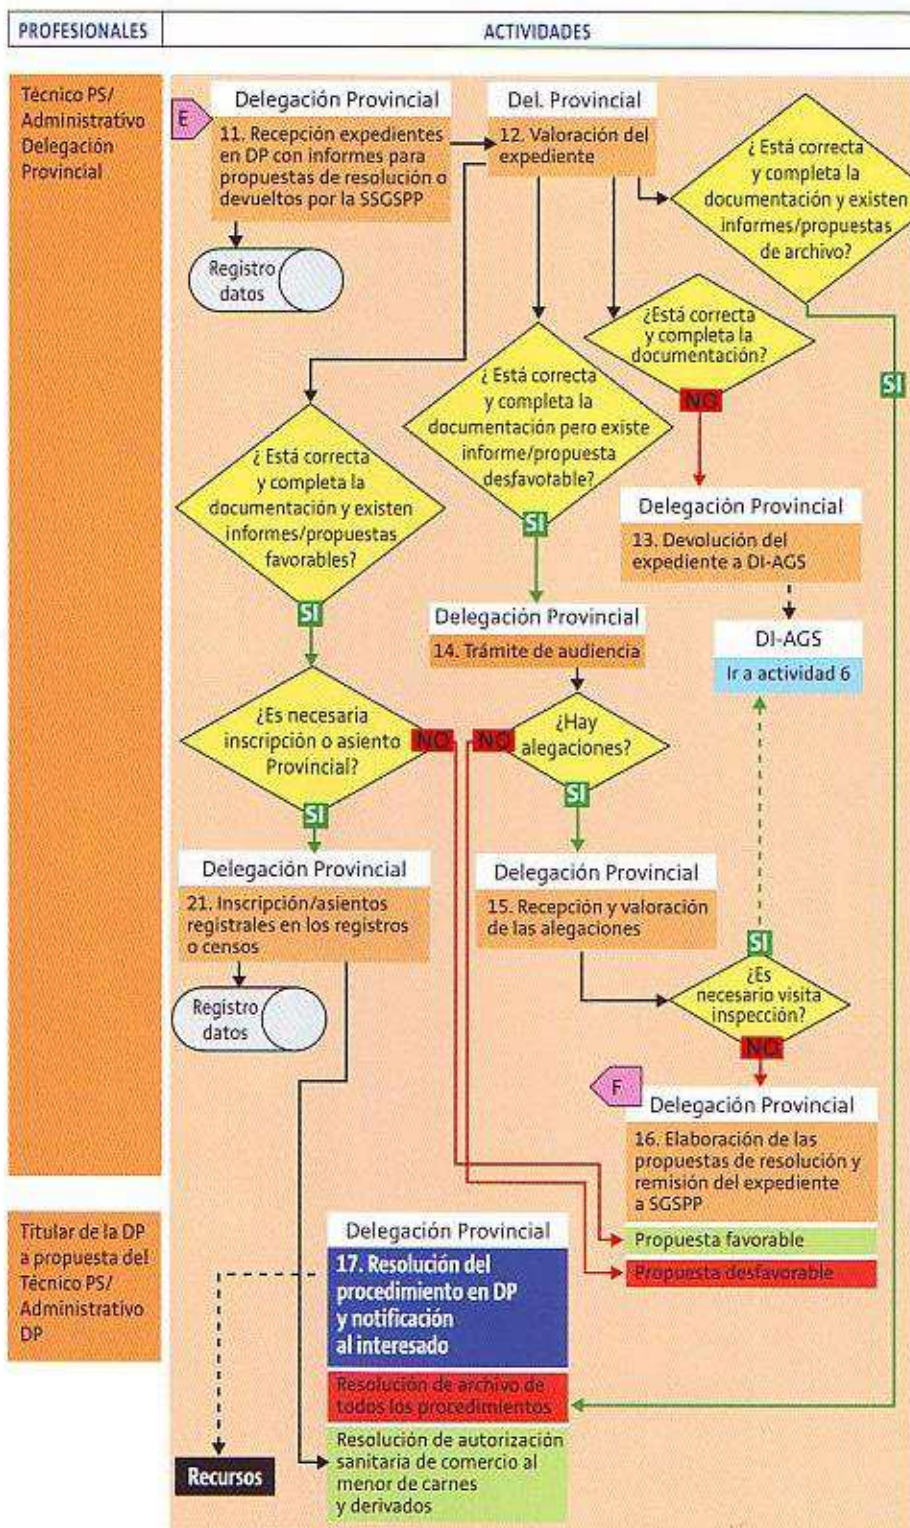 PROFESIONALES
ACTIVIDADES
Técnico PS/
Administrativo
Delegación
Provincial
E
Delegación Provincial
11. Recepción expedientes
en DP con informes para
propuestas de resolución o
devueltos por la SSGSPP
Registro
datos
Del. Provincial
12. Valoración del
expediente
¿ Está correcta
y completa la
documentación y existen
informes/propuestas
de archivo?
SI
¿Está correcta
y completa la
documentación?
NO
¿ Está correcta
y completa la
documentación pero existe
informe/propuesta
desfavotable?
SI
¿ Está correcta
y completa la
documentación y existen
informes/propuestas
favorables?
SI
Delegación Provincial
13. Devolución del
expediente a DI-AGS
DI-AGS
Ir a actividad 6
Delegación Provincial
14. Trámite de audiencia
¿Es necesaria
inscripción o asiento
Provincial?
NO
SI
¿Hay
alegaciones?
NO
SI
Delegación Provincial
21. Inscripción/asientos
registrales en los registros
o censos
Registro
datos
Delegación Provincial
15. Recepción y valoración
de las alegaciones
SI
¿Es
necesario visita
inspección?
NO
F
Delegación Provincial
16. Elaboración de las
propuestas de resolución y
remisión del expediente
a SGSPP
Propuesta favorable
Propuesta desfavorable
Titular de la DP
a propuesta del
Técnico PS/
Administrativo
DP
Delegación Provincial
17. Resolución del
procedimiento en DP
y notificación
al interesado
Resolución de archivo de
todos los procedimientos
Resolución de autorización
sanitaria de comercio al
menor de carnes
y derivados
Recursos